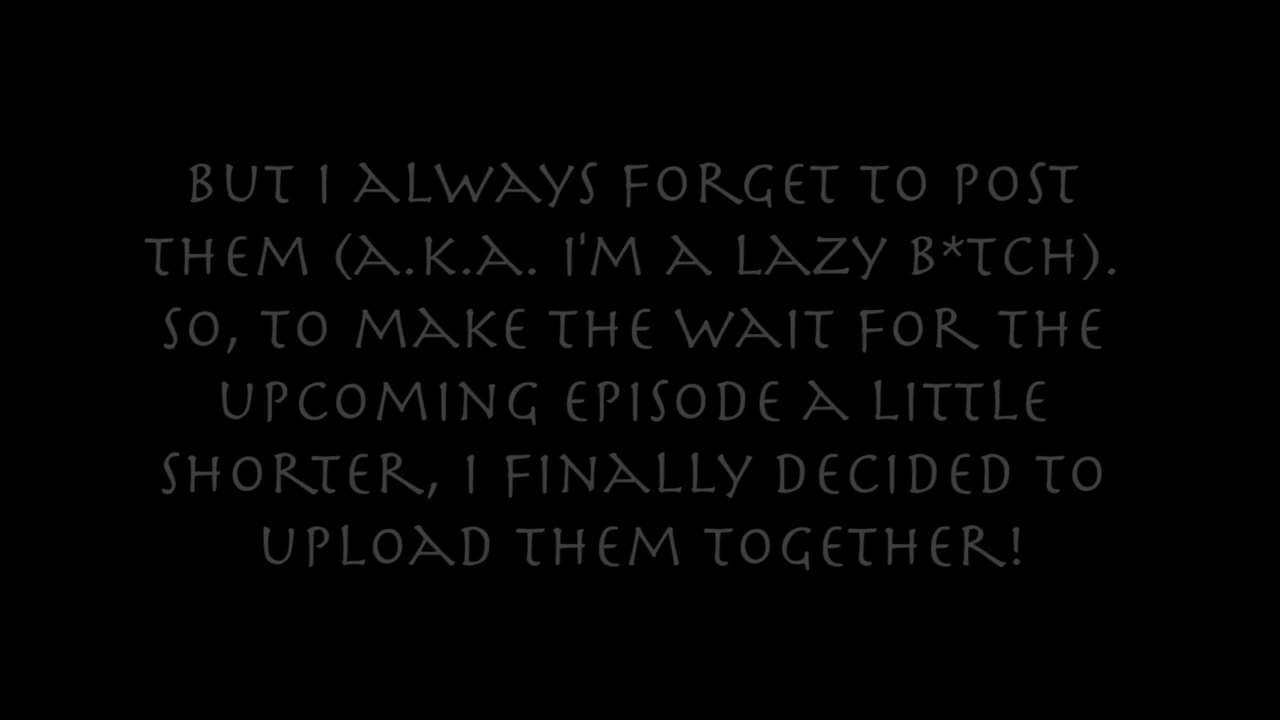 BUT I ALWAYS FORGET TO POST
THEM (A.K.A. I'M A LAZY B*TCH).
SO, TO MAKE THE WAIT FOR THE
UPCOMING EPISODE A LITTLE
SHORTER, I FINALLY DECIDED TO
UPLOAD THEM TOGETHER!